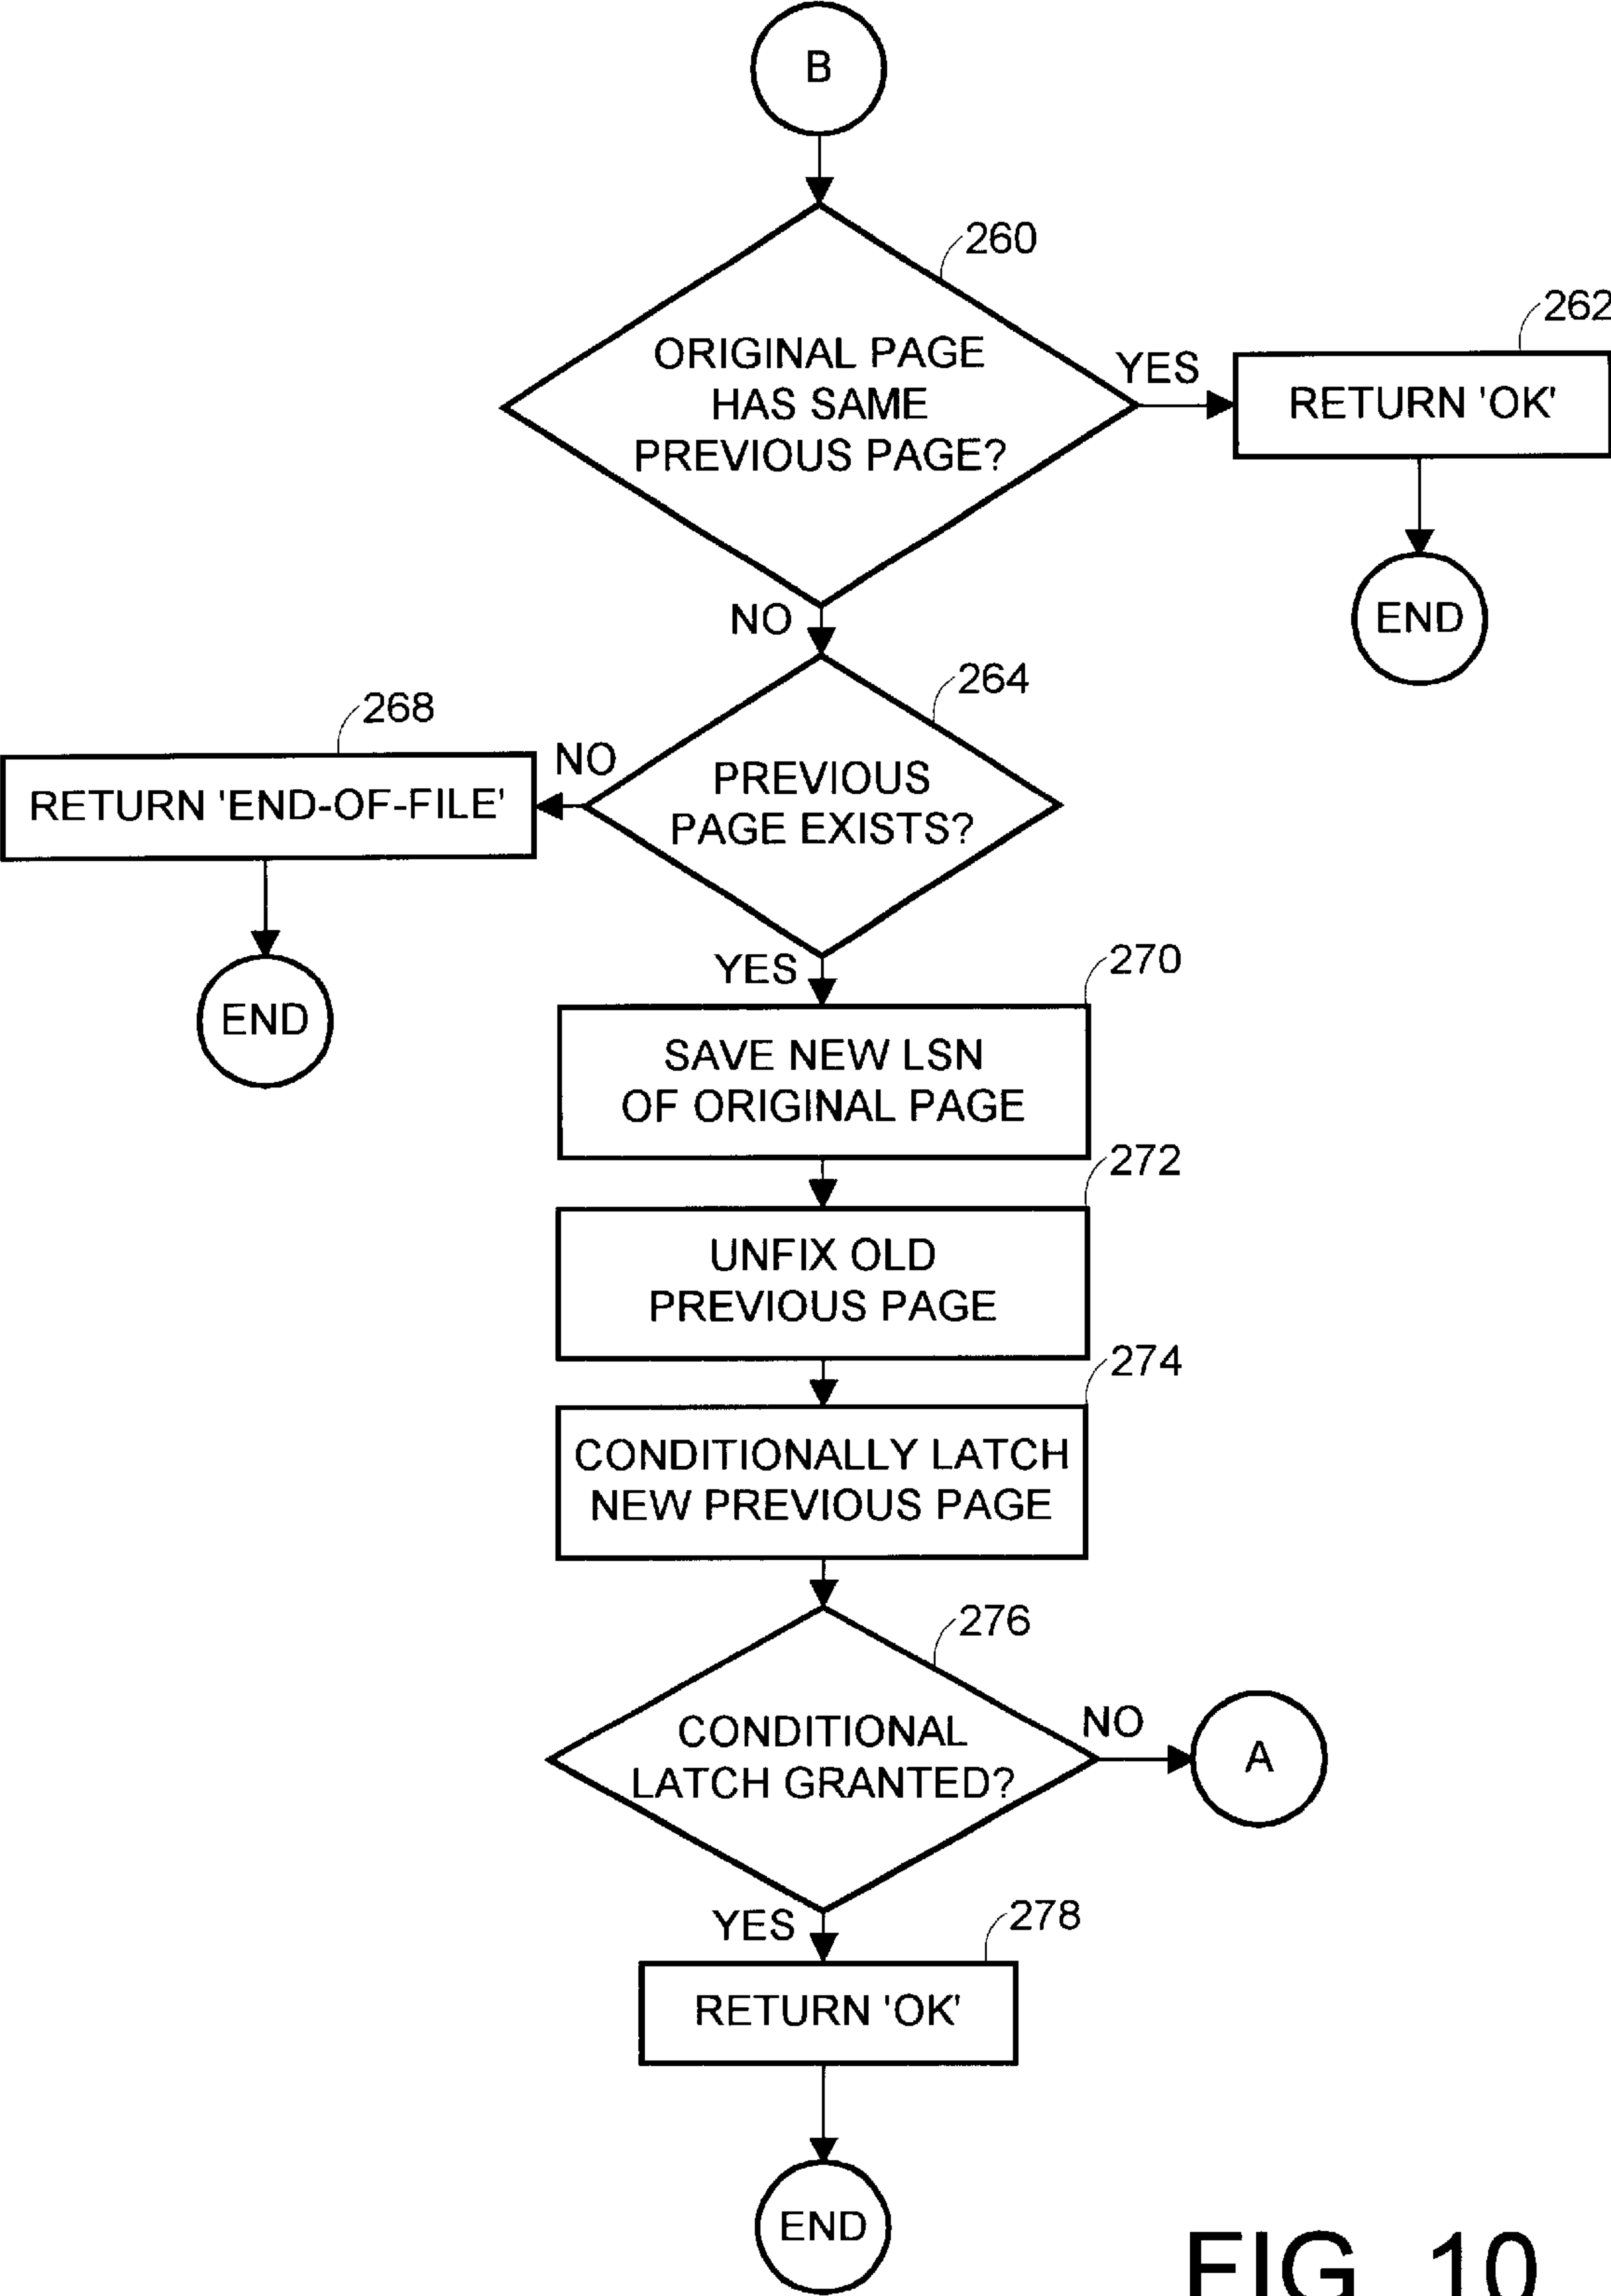 B
260
262
ORIGINAL PAGE
HAS SAME
PREVIOUS PAGE?
YES
RETURN 'OK'
END
NO
264
268
NO
PREVIOUS
PAGE EXISTS?
RETURN 'END-OF-FILE'
END
YES
270
SAVE NEW LSN
OF ORIGINAL PAGE
272
UNFIX OLD
PREVIOUS PAGE
274
CONDITIONALLY LATCH
NEW PREVIOUS PAGE
276
CONDITIONAL
LATCH GRANTED?
NO
A
YES
278
RETURN 'OK'
END
FIG. 10